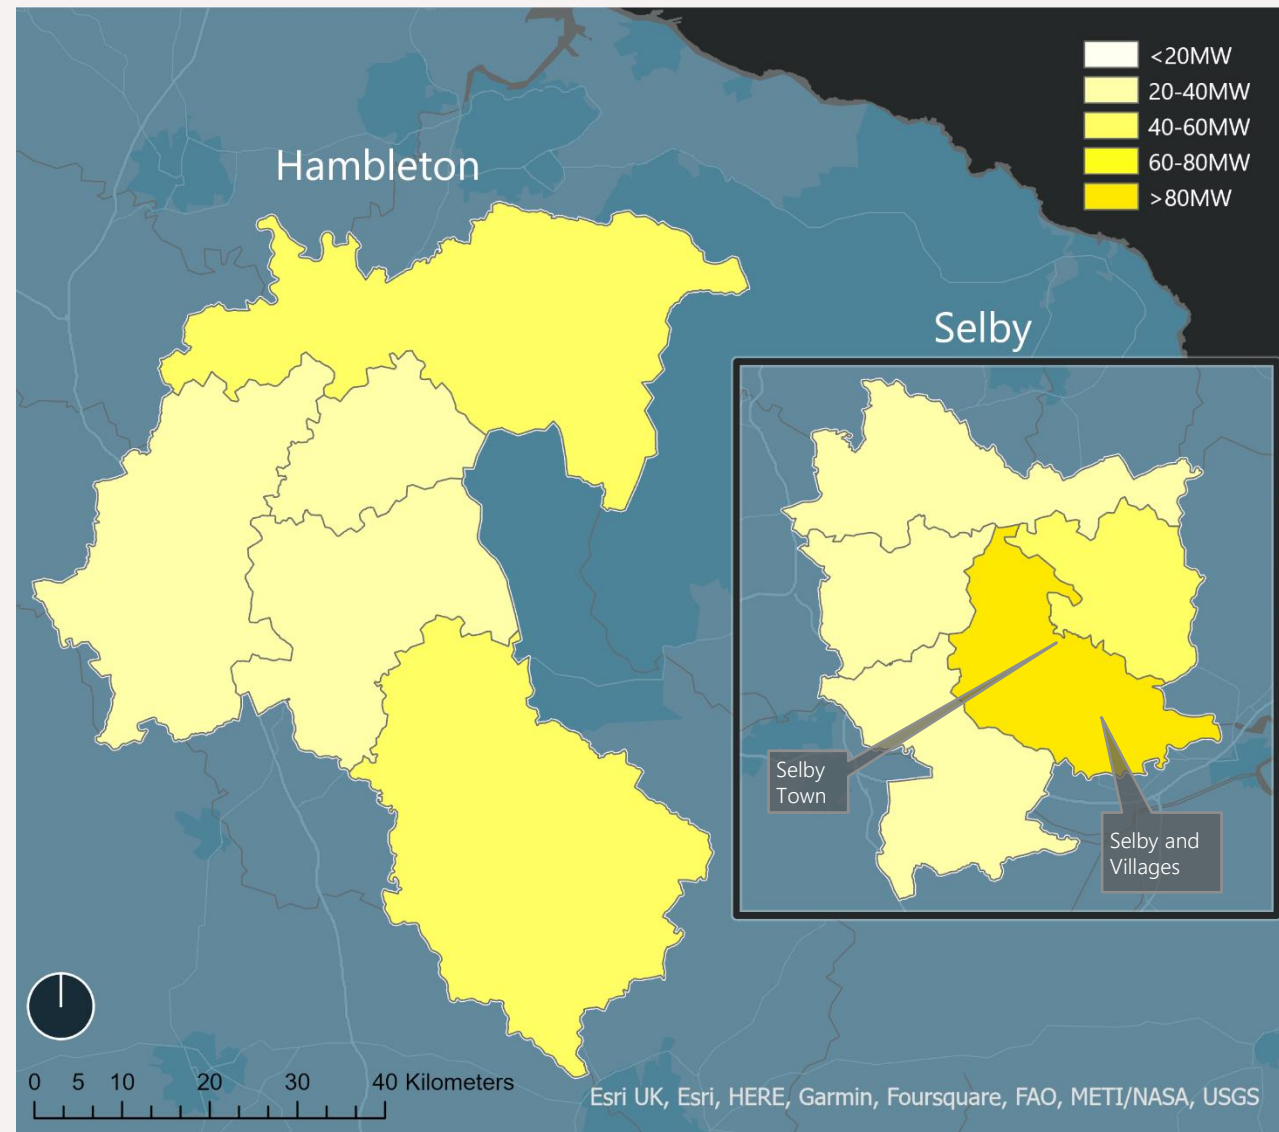 <20MW
20-40MW
40-60MW
60-80MW
>80MW
Hambleton
Selby
Selby
Town
Selby and
Villages
0 5 10 20 30 40 Kilometers
Esri UK, Esri, HERE, Garmin, Foursquare, FAO, METI/NASA, USGS